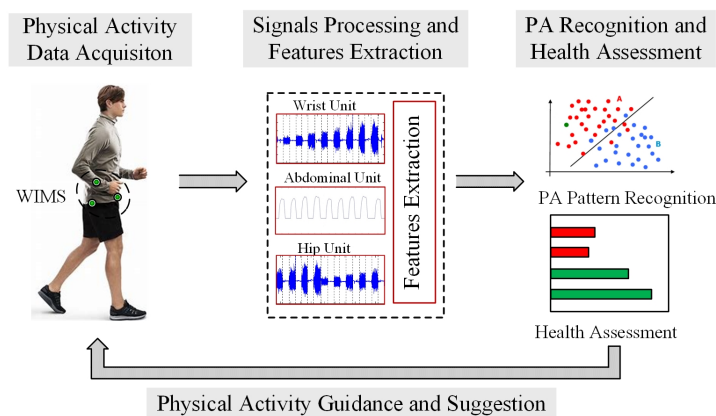 Physical Activity
Data Acquisiton
Signals Processing and
Features Extraction
PA Recognition and
Health Assessment
WIMS
Wrist Unit
Abdominal Unit
Hip Unit
Features Extraction
A
B
PA Pattern Recognition
Health Assessment
Physical Activity Guidance and Suggestion